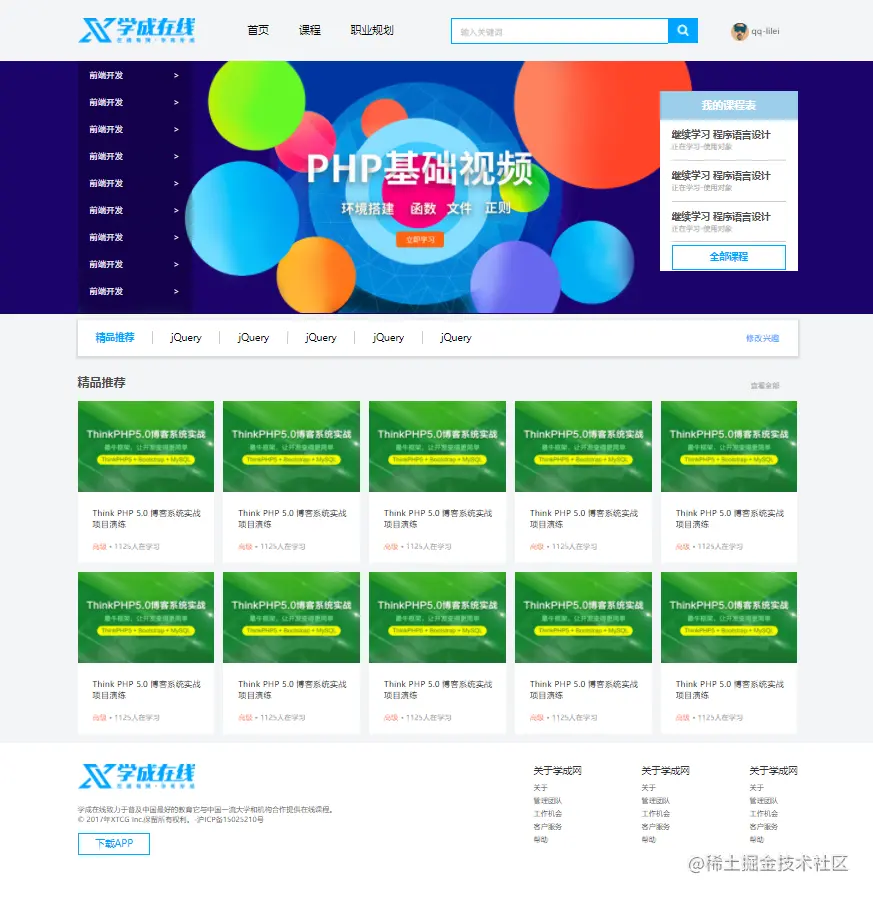 学成在线
首页 课程 职业规划
输入关键词
qq-lilei
前端开发 >
前端开发 >
前端开发 >
前端开发 >
前端开发 >
前端开发 >
前端开发 >
前端开发 >
前端开发 >
PHP基础视频
环境搭建 函数 文件 正则
立即学习
我的课程表
继续学习 程序语言设计
正在学习-使用对象
继续学习 程序语言设计
正在学习-使用对象
继续学习 程序语言设计
正在学习-使用对象
全部课程
精品推荐 jQuery jQuery jQuery jQuery jQuery 修改兴趣
精品推荐 查看全部
ThinkPHP5.0博客系统实战
最牛框架，让开发变得更简单
ThinkPHP5 + Bootstrap + MySQL
Think PHP 5.0 博客系统实战
项目演练
高级 • 1125人在学习
ThinkPHP5.0博客系统实战
最牛框架，让开发变得更简单
ThinkPHP5 + Bootstrap + MySQL
Think PHP 5.0 博客系统实战
项目演练
高级 • 1125人在学习
ThinkPHP5.0博客系统实战
最牛框架，让开发变得更简单
ThinkPHP5 + Bootstrap + MySQL
Think PHP 5.0 博客系统实战
项目演练
高级 • 1125人在学习
ThinkPHP5.0博客系统实战
最牛框架，让开发变得更简单
ThinkPHP5 + Bootstrap + MySQL
Think PHP 5.0 博客系统实战
项目演练
高级 • 1125人在学习
ThinkPHP5.0博客系统实战
最牛框架，让开发变得更简单
ThinkPHP5 + Bootstrap + MySQL
Think PHP 5.0 博客系统实战
项目演练
高级 • 1125人在学习
ThinkPHP5.0博客系统实战
最牛框架，让开发变得更简单
ThinkPHP5 + Bootstrap + MySQL
Think PHP 5.0 博客系统实战
项目演练
高级 • 1125人在学习
ThinkPHP5.0博客系统实战
最牛框架，让开发变得更简单
ThinkPHP5 + Bootstrap + MySQL
Think PHP 5.0 博客系统实战
项目演练
高级 • 1125人在学习
ThinkPHP5.0博客系统实战
最牛框架，让开发变得更简单
ThinkPHP5 + Bootstrap + MySQL
Think PHP 5.0 博客系统实战
项目演练
高级 • 1125人在学习
ThinkPHP5.0博客系统实战
最牛框架，让开发变得更简单
ThinkPHP5 + Bootstrap + MySQL
Think PHP 5.0 博客系统实战
项目演练
高级 • 1125人在学习
ThinkPHP5.0博客系统实战
最牛框架，让开发变得更简单
ThinkPHP5 + Bootstrap + MySQL
Think PHP 5.0 博客系统实战
项目演练
高级 • 1125人在学习
学成在线
学成在线致力于普及中国最好的教育它与中国一流大学和机构合作提供在线课程。
© 2017年XTCG Inc.保留所有权利。-沪ICP备15025210号
下载APP
关于学成网
关于
管理团队
工作机会
客户服务
帮助
关于学成网
关于
管理团队
工作机会
客户服务
帮助
关于学成网
关于
管理团队
工作机会
客户服务
帮助
@稀土掘金技术社区